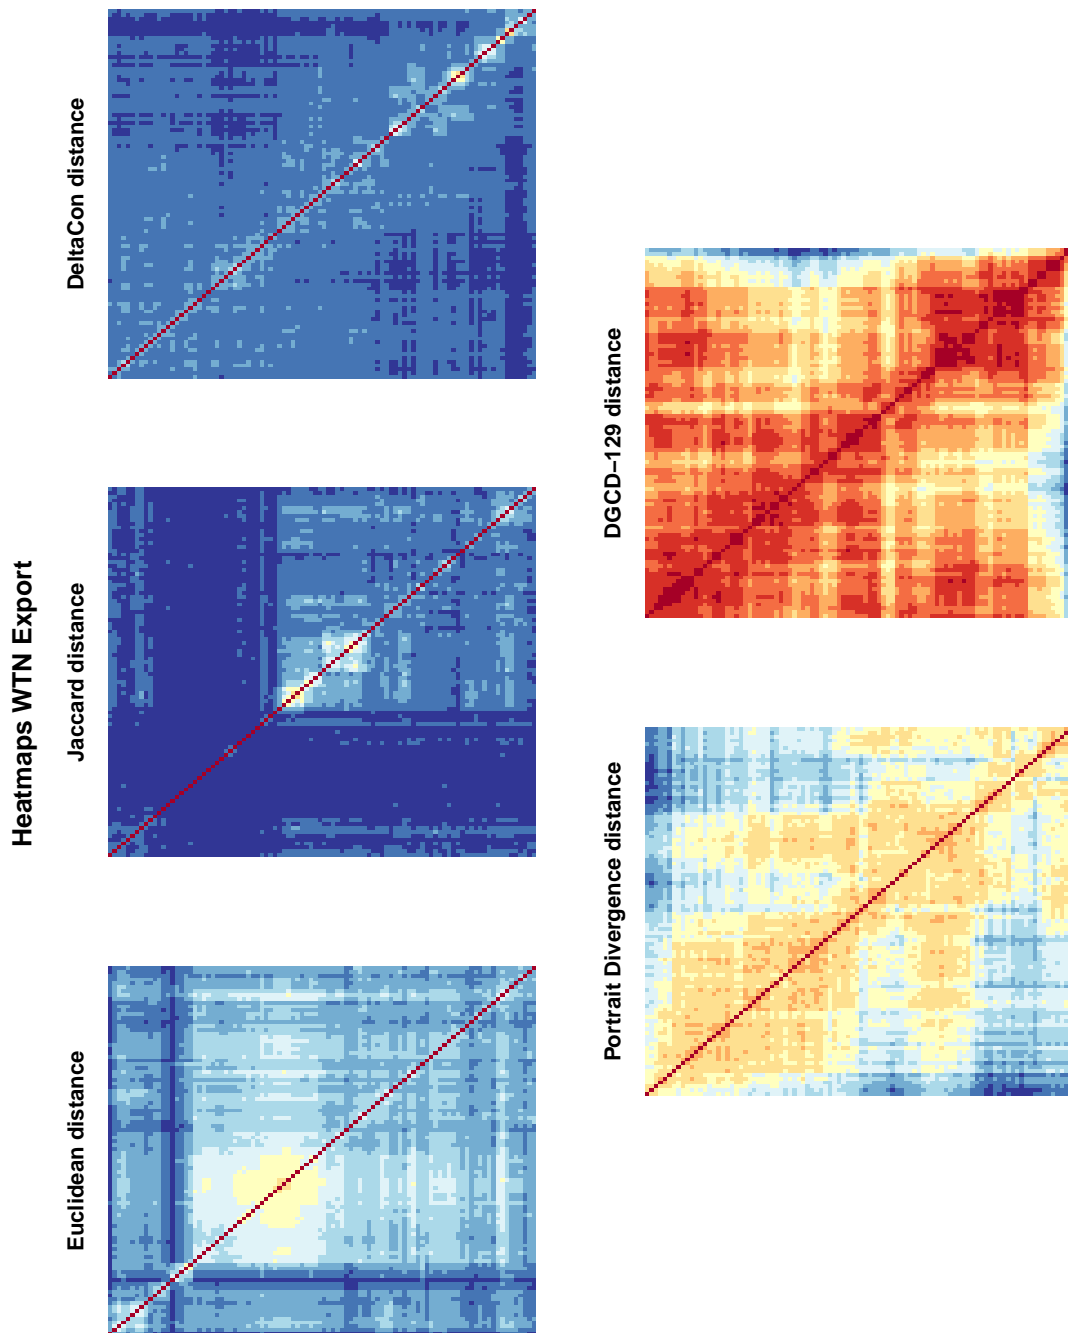 Heatmaps WTN Export
Euclidean distance
Jaccard distance
DeltaCon distance
Portrait Divergence distance
DGCD−129 distance